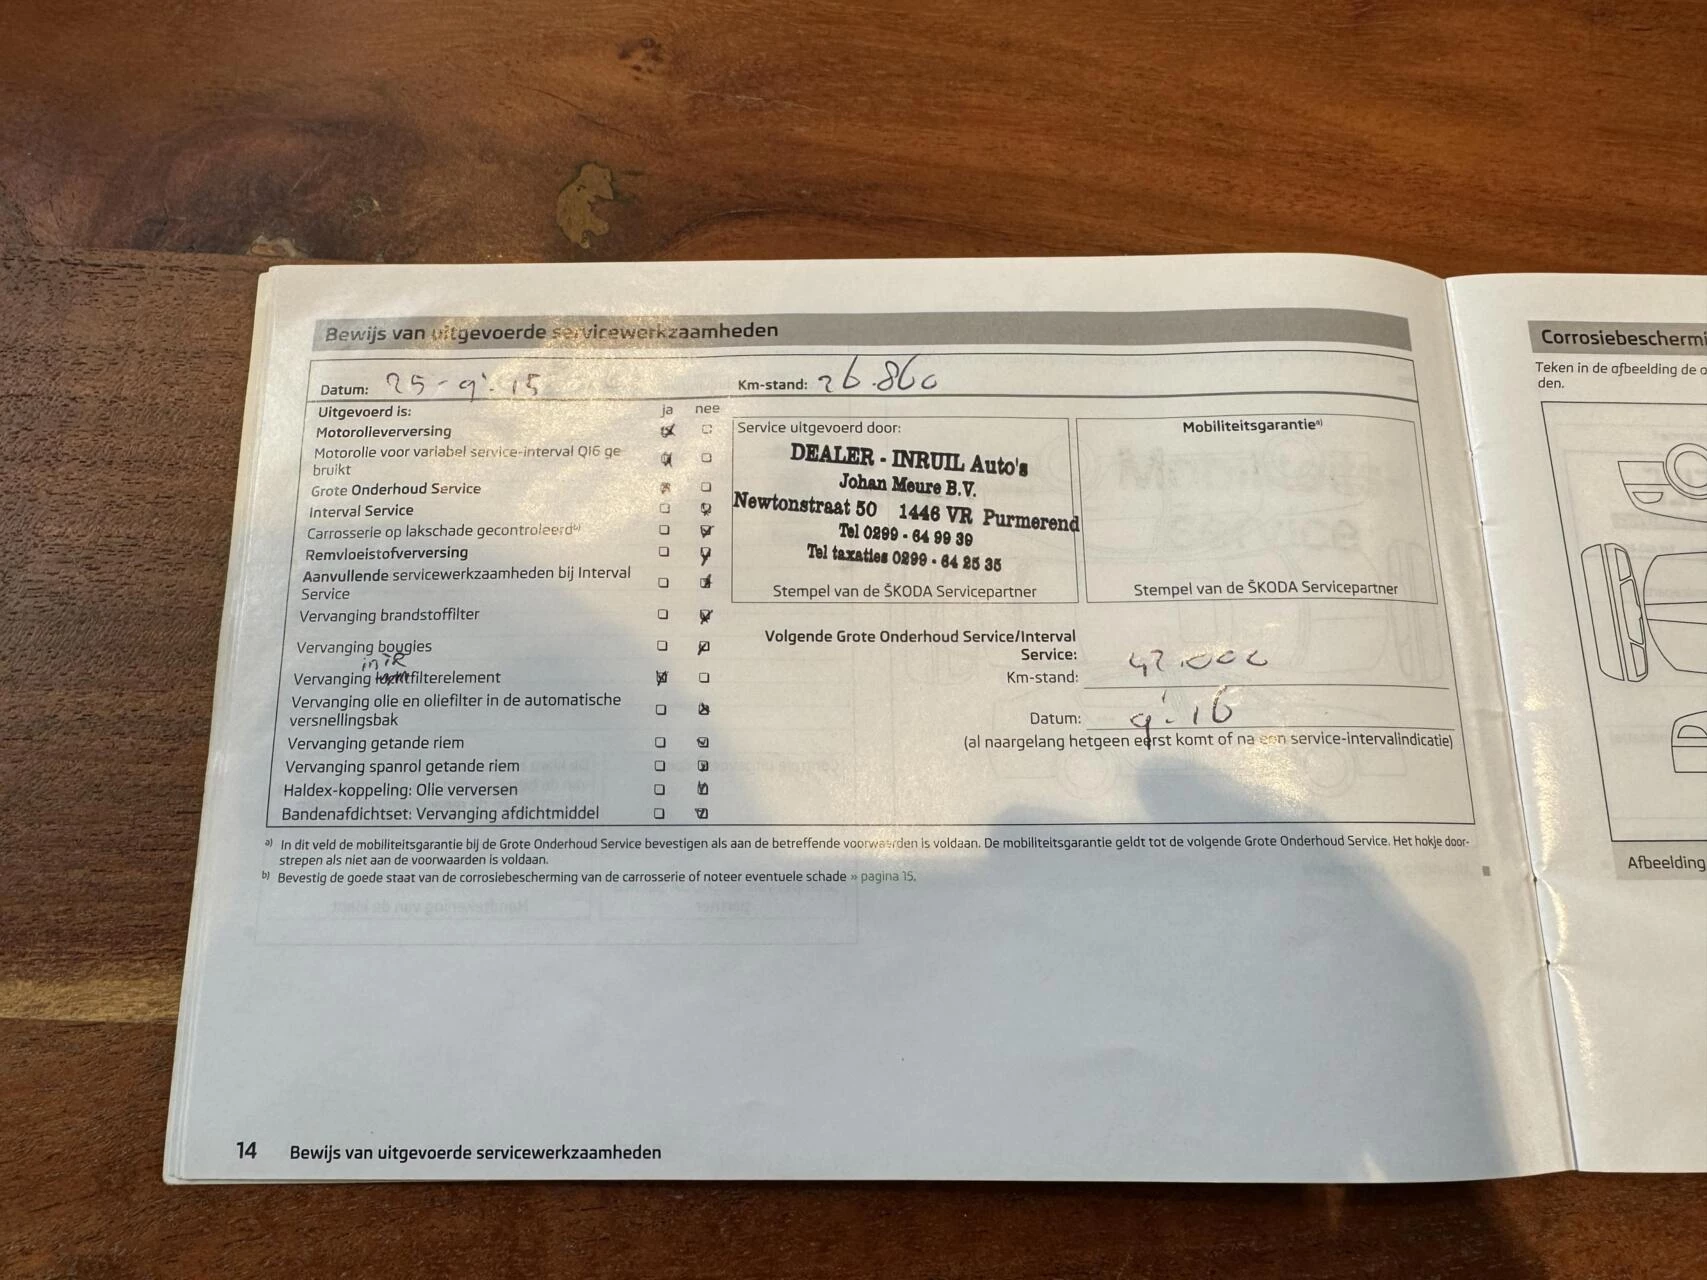 Bewijs van uitgevoerde servicewerkzaamheden
Datum: 25-9'-15 Km-stand: 26.860
Uitgevoerd is: ja nee
Motorolieverversing
Motorolle voor variabel service-interval QI6 ge
bruikt
Grote Onderhoud Service
Interval Service
Carrosserie op lakschade gecontroleerd b)
Remvloeistofverversing
Aanvullende servicewerkzaamheden bij Interval
Service
Vervanging brandstoffilter
Vervanging bougies
Vervanging filterelement
Vervanging olie en oliefilter in de automatische
versnellingsbak
Vervanging getande riem
Vervanging spanrol getande riem
Haldex-koppeling: Olie verversen
Bandenafdichtset: Vervanging afdichtmiddel
Service uitgevoerd door:
DEALER - INRUIL Auto's
Johan Meure B.V.
Newtonstraat 50 1446 VR Purmerend
Tel 0299 - 64 99 39
Tel taxaties 0299 - 64 25 35
Stempel van de ŠKODA Servicepartner
Mobiliteitsgarantie a)
Stempel van de ŠKODA Servicepartner
Volgende Grote Onderhoud Service/Interval
Service:
Km-stand: 42.000
Datum: 9'-16
(al naargelang hetgeen eerst komt of na een service-intervalindicatie)
a) In dit veld de mobiliteitsgarantie bij de Grote Onderhoud Service bevestigen als aan de betreffende voorwaarden is voldaan. De mobiliteitsgarantie geldt tot de volgende Grote Onderhoud Service. Het hokje door-
strepen als niet aan de voorwaarden is voldaan.
b) Bevestig de goede staat van de corrosiebescherming van de carrosserie of noteer eventuele schade » pagina 15.
14 Bewijs van uitgevoerde servicewerkzaamheden
Corrosiebeschermi
Teken in de afbeelding de o
den.
Afbeelding